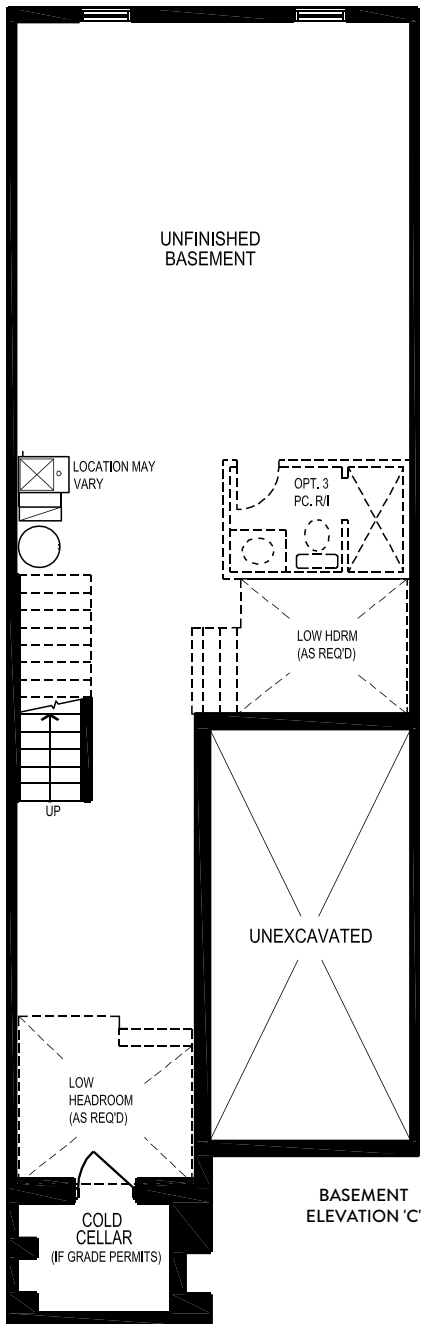 UNFINISHED
BASEMENT
LOCATION MAY
VARY
OPT. 3
PC. R/I
LOW HDRM
(AS REQ'D)
UP
UNEXCAVATED
LOW
HEADROOM
(AS REQ'D)
COLD
CELLAR
(IF GRADE PERMITS)
BASEMENT
ELEVATION 'C'